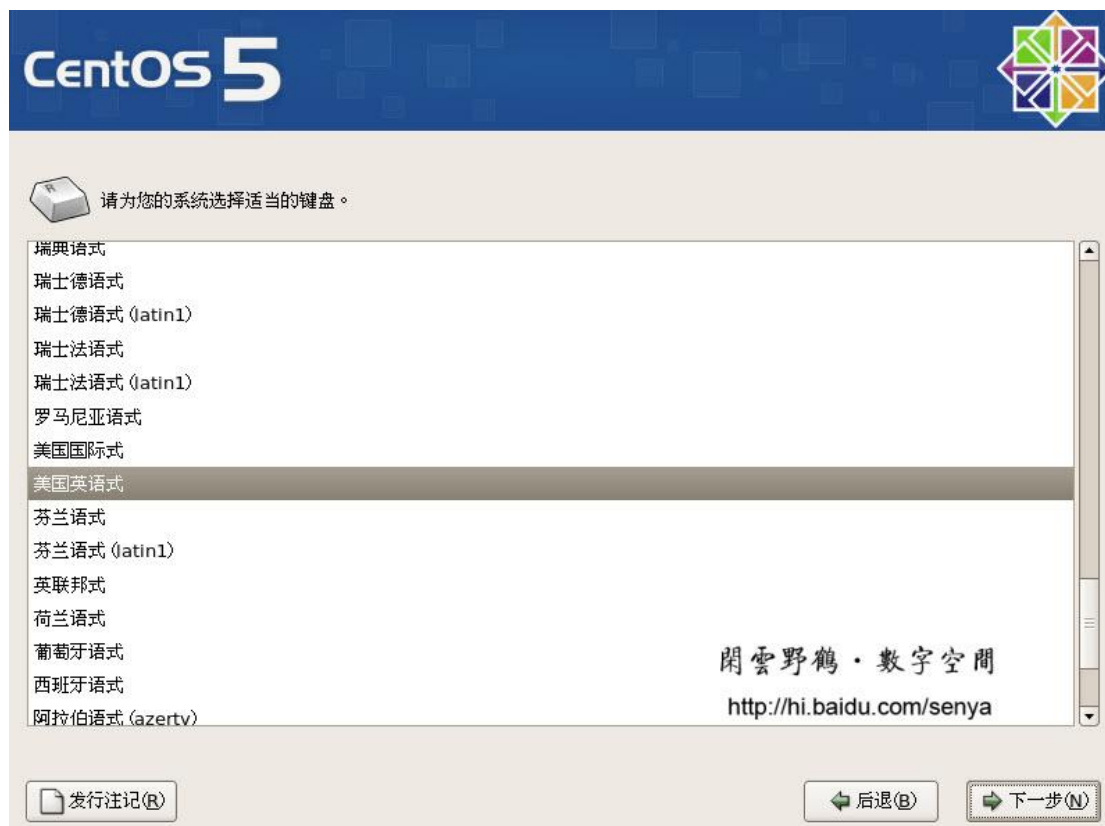 CentOS 5
R
请为您的系统选择适当的键盘。
瑞典语式
瑞士德语式
瑞士德语式 (latin1)
瑞士法语式
瑞士法语式 (latin1)
罗马尼亚语式
美国国际式
美国英语式
芬兰语式
芬兰语式 (latin1)
英联邦式
荷兰语式
葡萄牙语式
西班牙语式
阿拉伯语式 (azerty)
閑雲野鶴·數字空間
http://hi.baidu.com/senya
发行注记(R)
后退(B)
下一步(N)